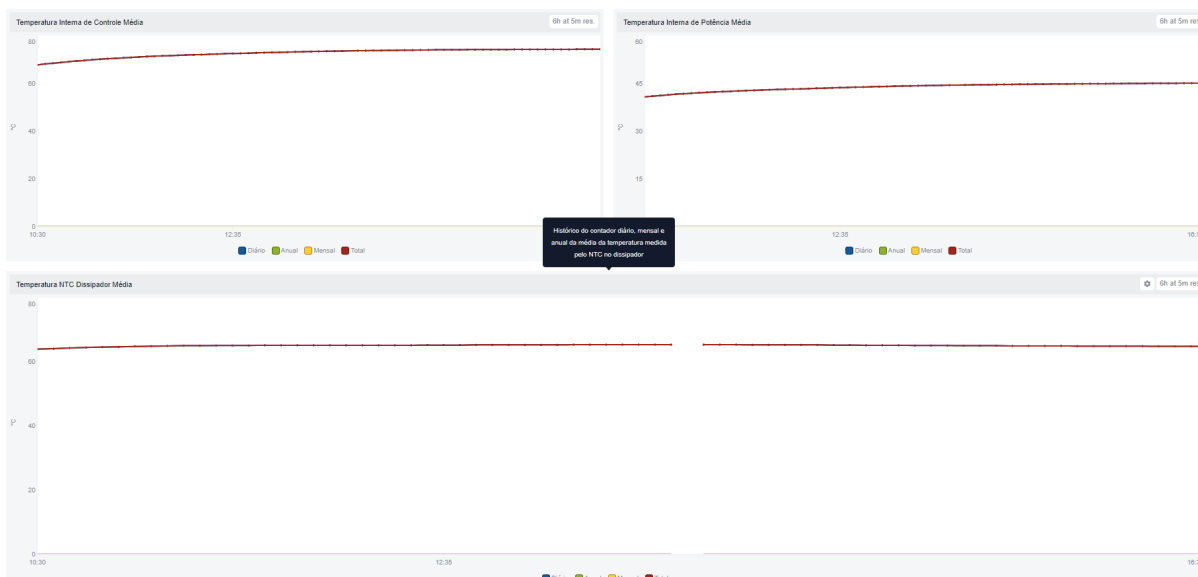 Temperatura Interna de Controle Média
6h at 5m res.
80
60
40
20
0
10:30
12:35
Diário Anual Mensal Total
Temperatura Interna de Potência Média
6h at 5m res
60
45
30
15
12:35
16:3
Diário Anual Mensal Total
Histórico do contador diário, mensal e
anual da média da temperatura medida
pelo NTC no dissipador
Temperatura NTC Dissipador Média
6h at 5m res
80
60
40
20
0
10:30
12:35